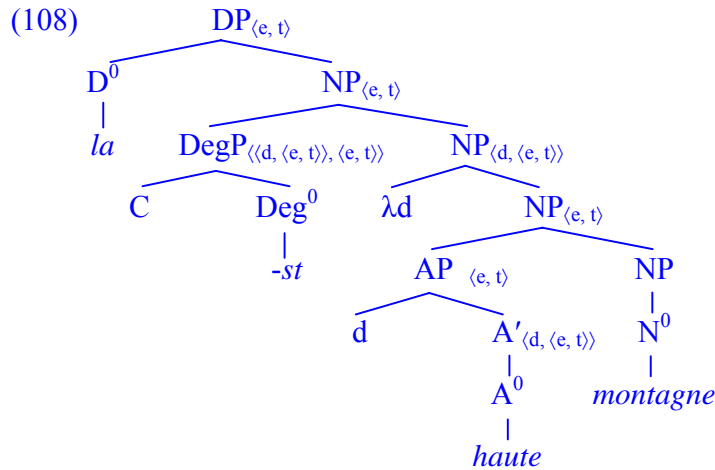 (108) DP⟨e, t⟩
D⁰ NP⟨e, t⟩
la DegP⟨⟨d, ⟨e, t⟩⟩, ⟨e, t⟩⟩ NP⟨d, ⟨e, t⟩⟩
C Deg⁰ λd NP⟨e, t⟩
-st AP ⟨e, t⟩ NP
d A′⟨d, ⟨e, t⟩⟩ N⁰
A⁰ montagne
haute